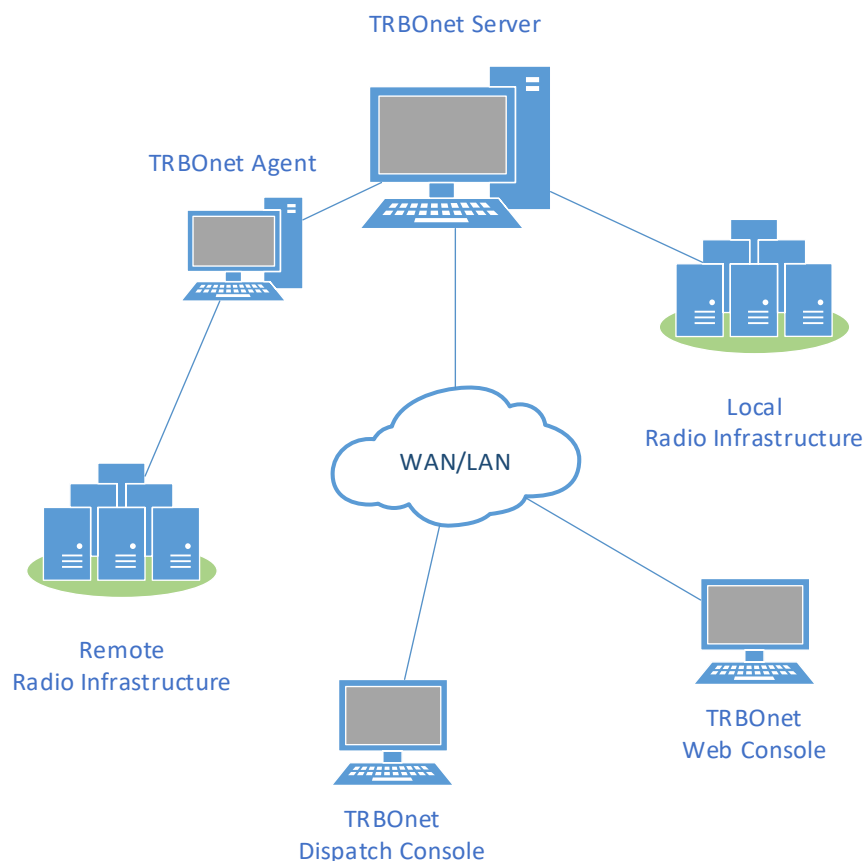 TRBOnet Server
TRBOnet Agent
Local
Radio Infrastructure
WAN/LAN
Remote
Radio Infrastructure
TRBOnet
Web Console
TRBOnet
Dispatch Console